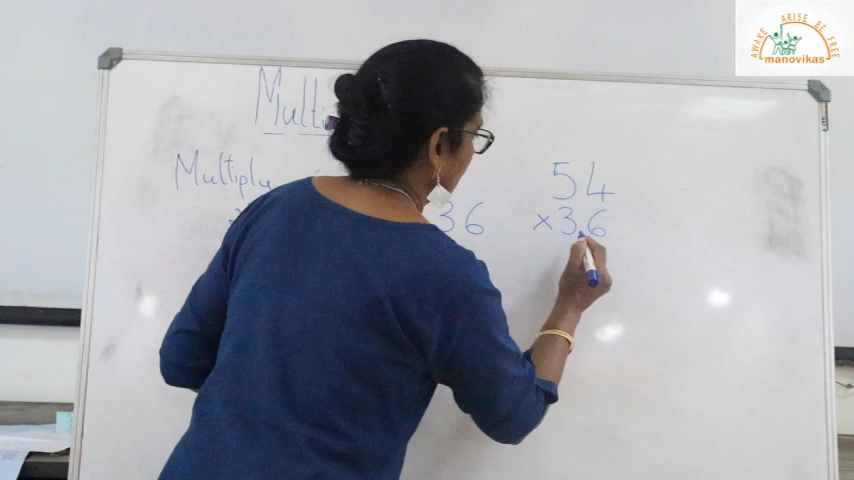 Multi
Multiply
36
54
×36
AWAKE ARISE BE FREE
manovikas